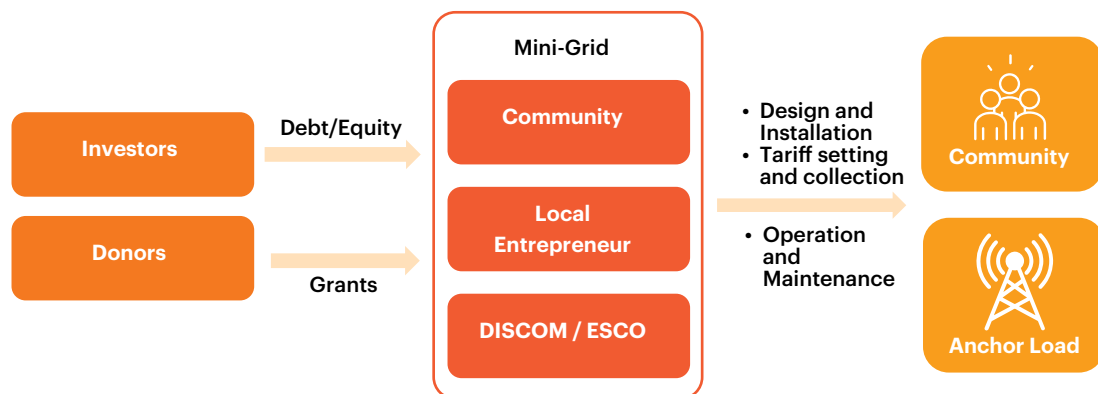 Investors
Donors
Debt/Equity
Grants
Mini-Grid
Community
Local
Entrepreneur
DISCOM / ESCO
• Design and
Installation
• Tariff setting
and collection
• Operation
and
Maintenance
Community
Anchor Load